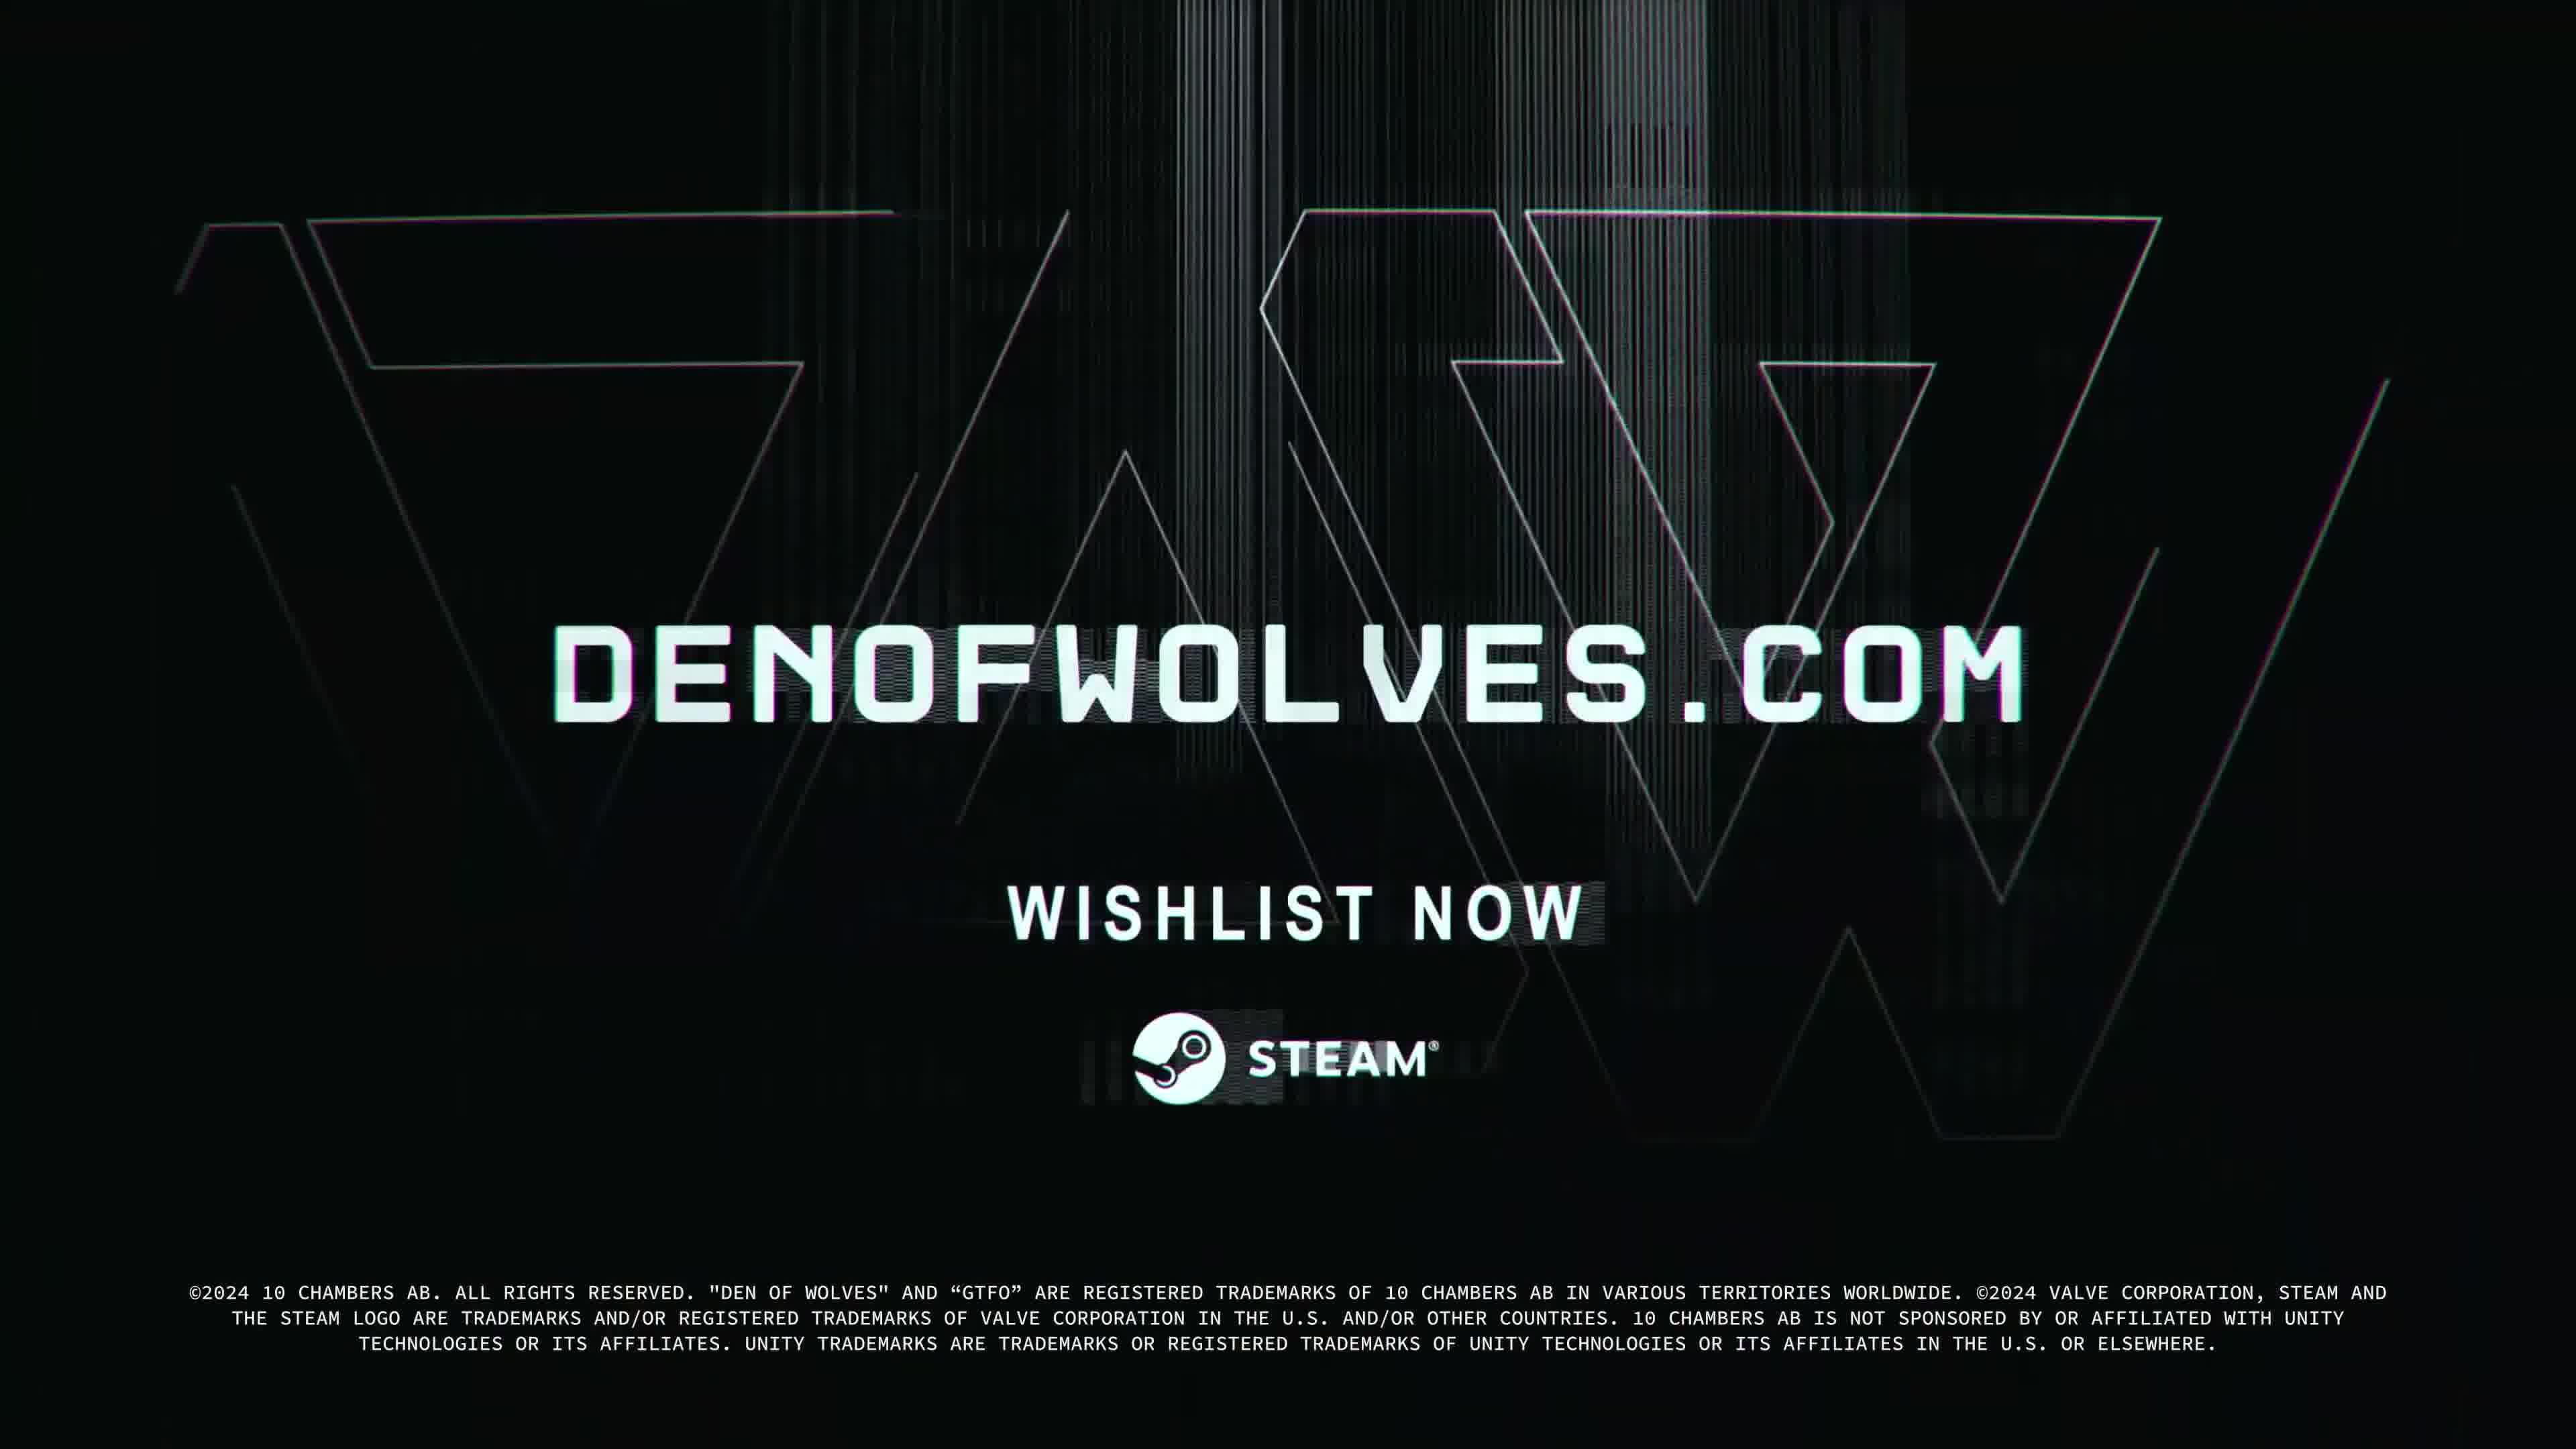 DENOFWOLVES.COM
WISHLIST NOW
STEAM®
©2024 10 CHAMBERS AB. ALL RIGHTS RESERVED. "DEN OF WOLVES" AND “GTFO” ARE REGISTERED TRADEMARKS OF 10 CHAMBERS AB IN VARIOUS TERRITORIES WORLDWIDE. ©2024 VALVE CORPORATION, STEAM AND
THE STEAM LOGO ARE TRADEMARKS AND/OR REGISTERED TRADEMARKS OF VALVE CORPORATION IN THE U.S. AND/OR OTHER COUNTRIES. 10 CHAMBERS AB IS NOT SPONSORED BY OR AFFILIATED WITH UNITY
TECHNOLOGIES OR ITS AFFILIATES. UNITY TRADEMARKS ARE TRADEMARKS OR REGISTERED TRADEMARKS OF UNITY TECHNOLOGIES OR ITS AFFILIATES IN THE U.S. OR ELSEWHERE.